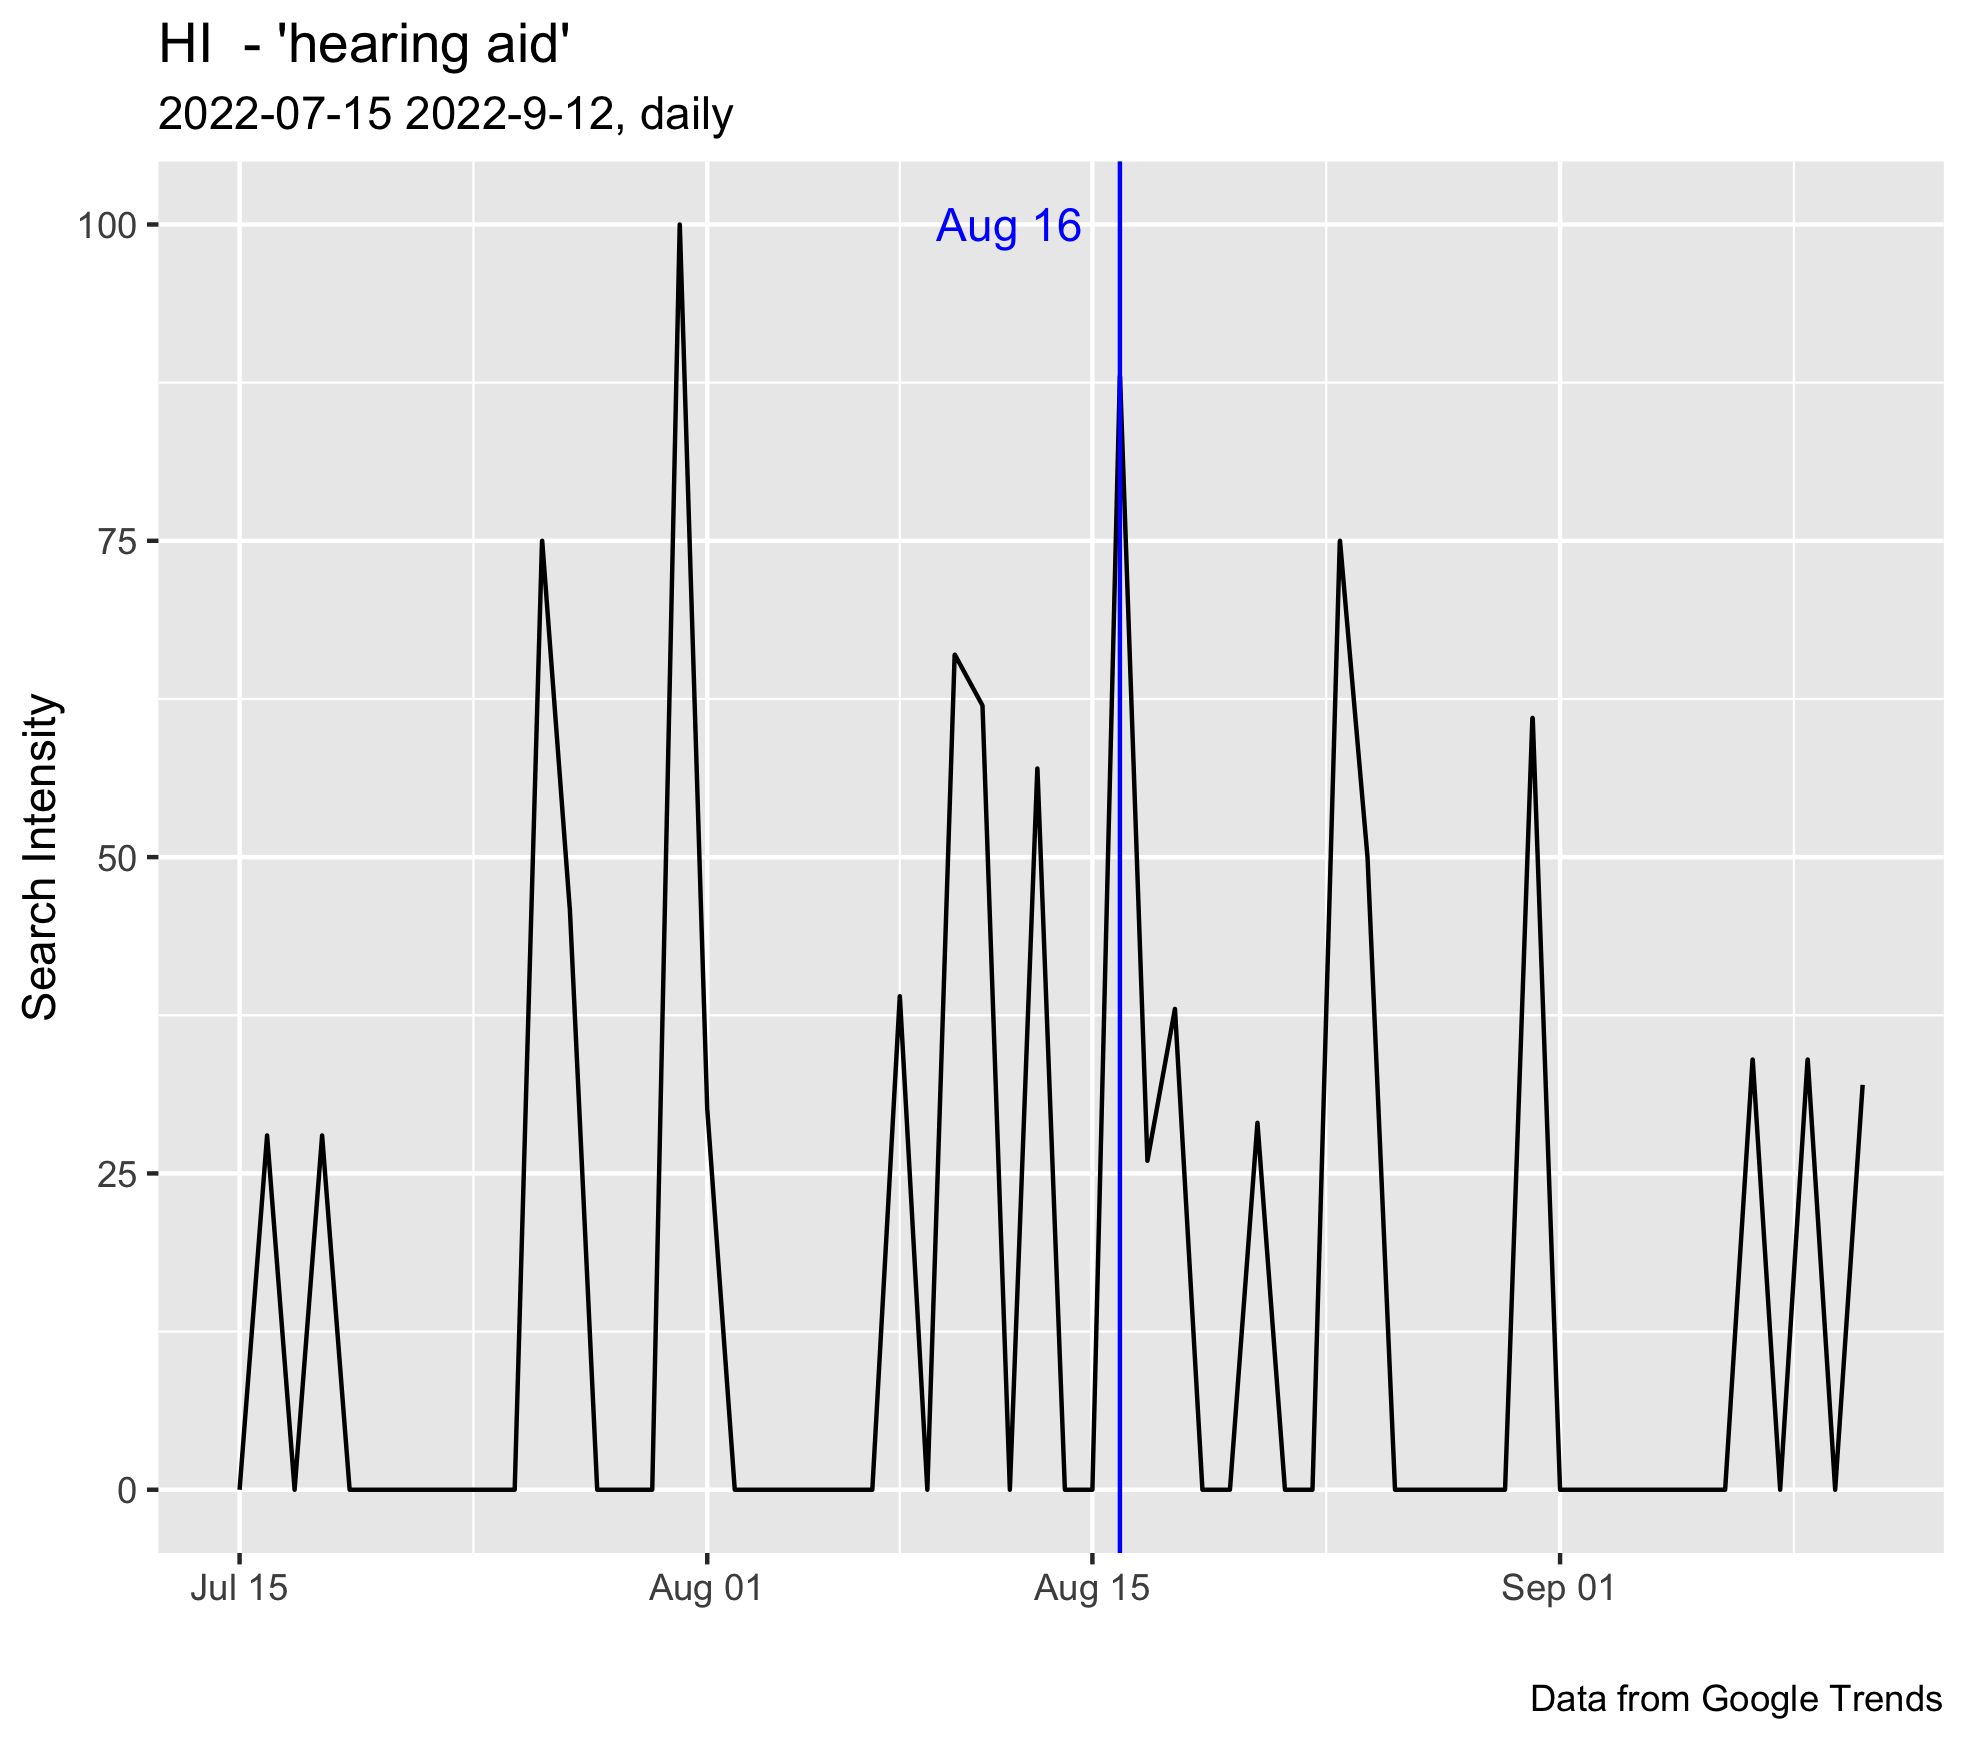 HI  - 'hearing aid'
2022-07-15 2022-9-12, daily
Aug 16
100
75
50
25
0
Search Intensity
Jul 15
Aug 01
Aug 15
Sep 01
Data from Google Trends